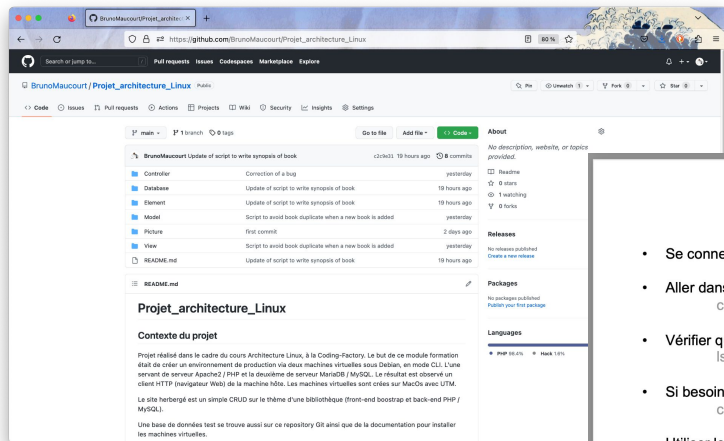 BrunoMaucourt/Projet_architec
https://github.com/BrunoMaucourt/Projet_architecture_Linux
80 %
Search or jump to...
Pull requests Issues Codespaces Marketplace Explore
BrunoMaucourt / Projet_architecture_Linux Public
Pin Unwatch 1 Fork 0 Star 0
Code Issues Pull requests Actions Projects Wiki Security Insights Settings
main 1 branch 0 tags Go to file Add file Code
BrunoMaucourt Update of script to write synopsis of book c2c9e31 19 hours ago 8 commits
Controller Correction of a bug yesterday
Database Update of script to write synopsis of book 19 hours ago
Element Update of script to write synopsis of book 19 hours ago
Model Script to avoid book duplicate when a new book is added yesterday
Picture first commit 2 days ago
View Script to avoid book duplicate when a new book is added yesterday
README.md Update of script to write synopsis of book 19 hours ago
README.md
Projet_architecture_Linux
Contexte du projet
Projet réalisé dans le cadre du cours Architecture Linux, à la Coding-Factory. Le but de ce module formation
était de créer un environnement de production via deux machines virtuelles sous Debian, en mode CLI. L'une
servant de serveur Apache2 / PHP et la deuxième de serveur MariaDB / MySQL. Le résultat est observé un
client HTTP (navigateur Web) de la machine hôte. Les machines virtuelles sont crées sur MacOs avec UTM.
Le site herbergé est un simple CRUD sur le thème d'une bibliothèque (front-end boostrap et back-end PHP /
MySQL).
Une base de données test se trouve aussi sur ce repository Git ainsi que de la documentation pour installer
les machines virtuelles.
About
No description, website, or topics
provided.
Readme
0 stars
1 watching
0 forks
Releases
No releases published
Create a new release
Packages
No packages published
Publish your first package
Languages
PHP 98.4% Hack 1.6%
• Se conne
• Aller dans
c
• Vérifier q
ls
• Si besoin
c